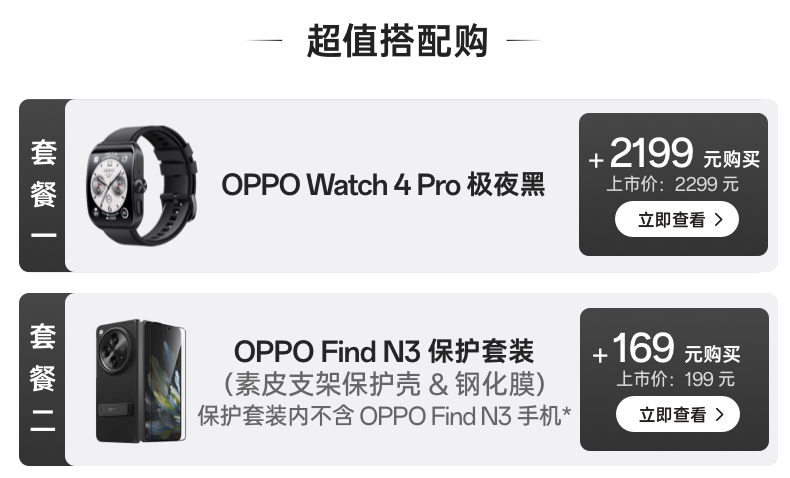 超值搭配购
套餐一
OPPO Watch 4 Pro 极夜黑
+2199 元购买
上市价：2299 元
立即查看 >
套餐二
OPPO Find N3 保护套装
（素皮支架保护壳 & 钢化膜）
保护套装内不含 OPPO Find N3 手机*
+169 元购买
上市价：199 元
立即查看 >